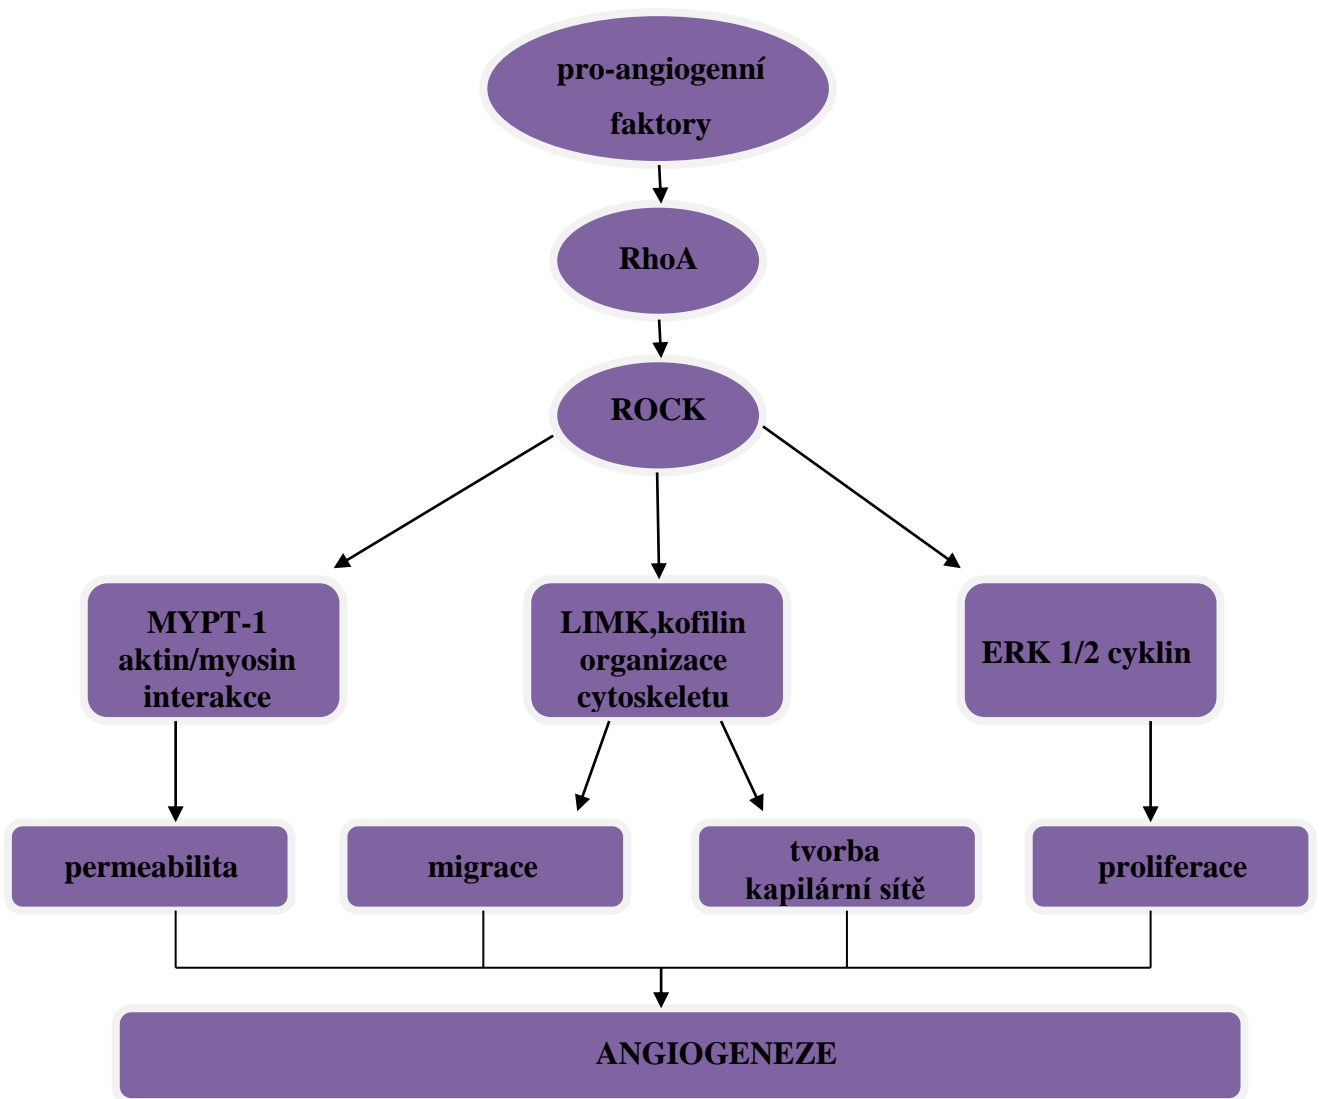 pro-angiogenní
faktory
RhoA
ROCK
MYPT-1
aktin/myosin
interakce
LIMK,kofilin
organizace
cytoskeletu
ERK 1/2 cyklin
permeabilita
migrace
tvorba
kapilární sítě
proliferace
ANGIOGENEZE